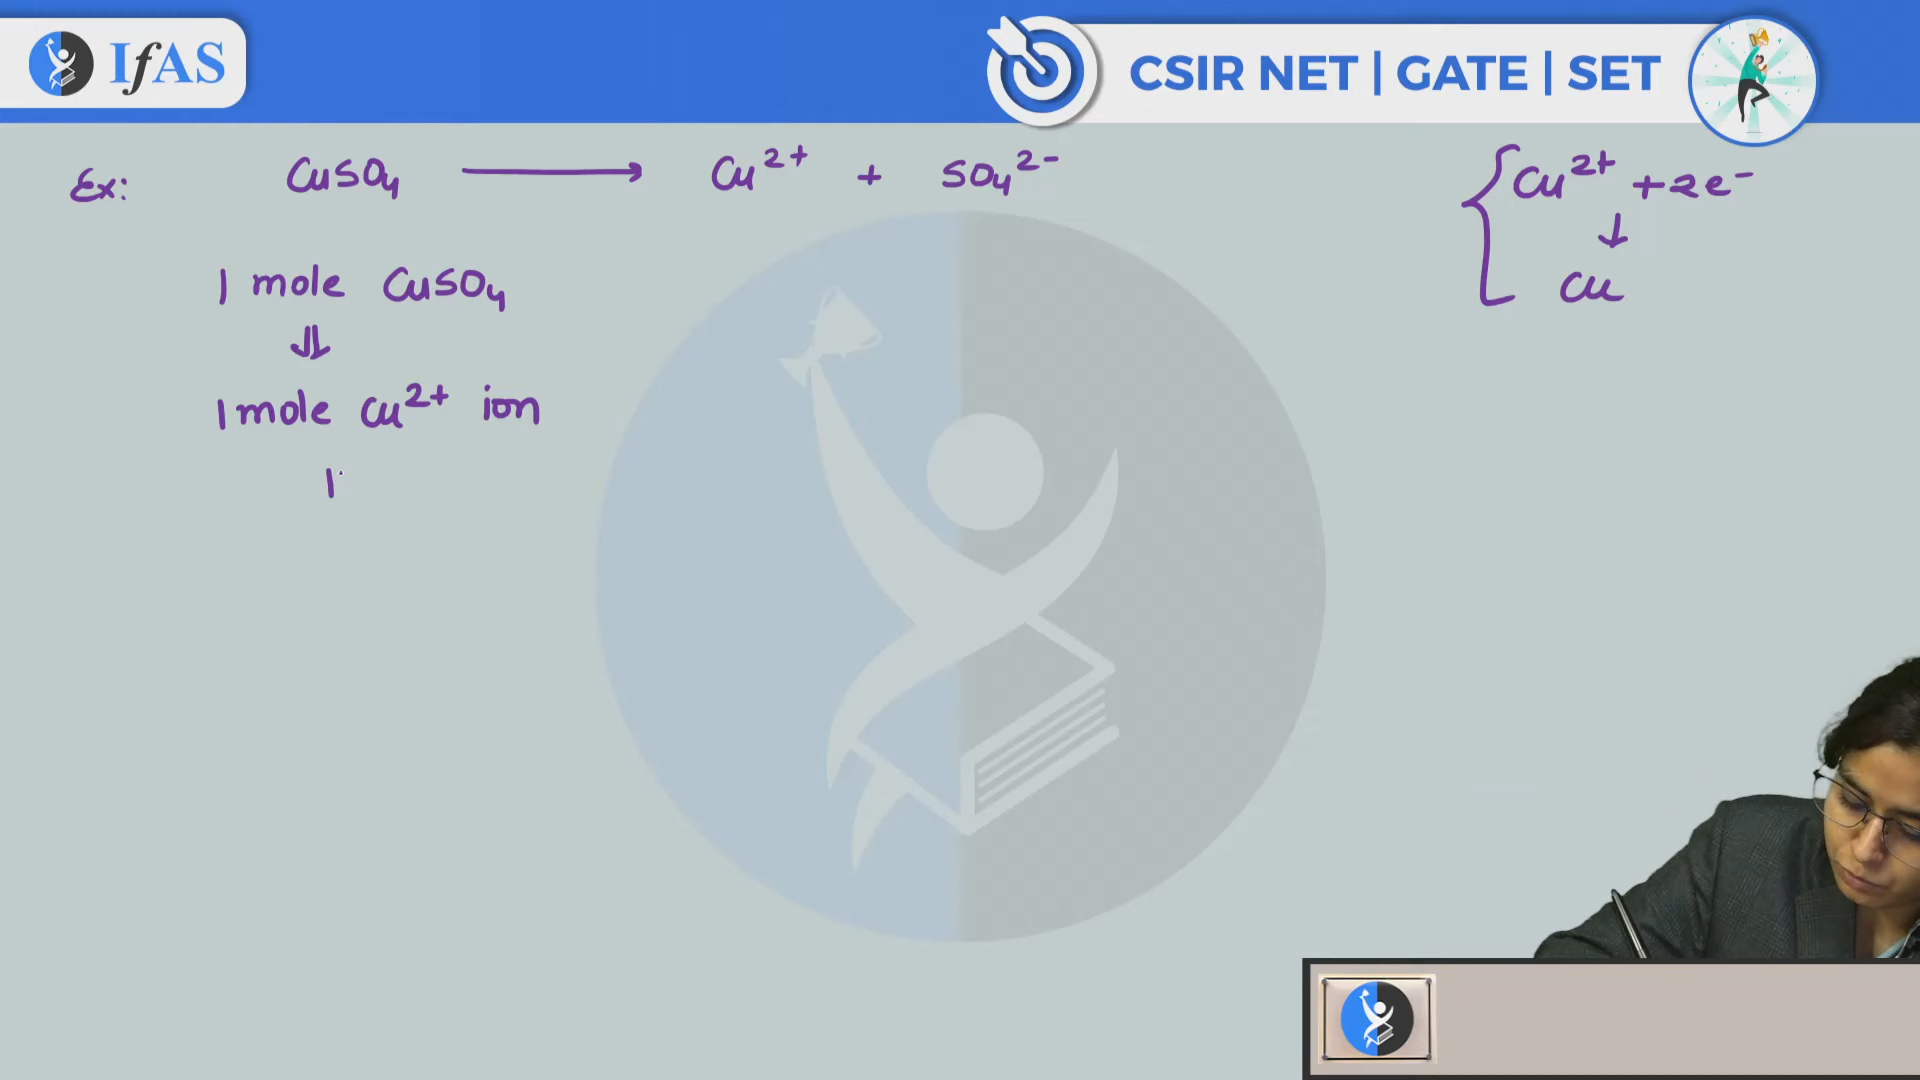 IfAS
CSIR NET | GATE | SET
Ex: CuSO₄ ⟶ Cu²⁺ + SO₄²⁻
1 mole CuSO₄
⇓
1 mole Cu²⁺ ion
1
Cu²⁺ + 2e⁻
↓
Cu